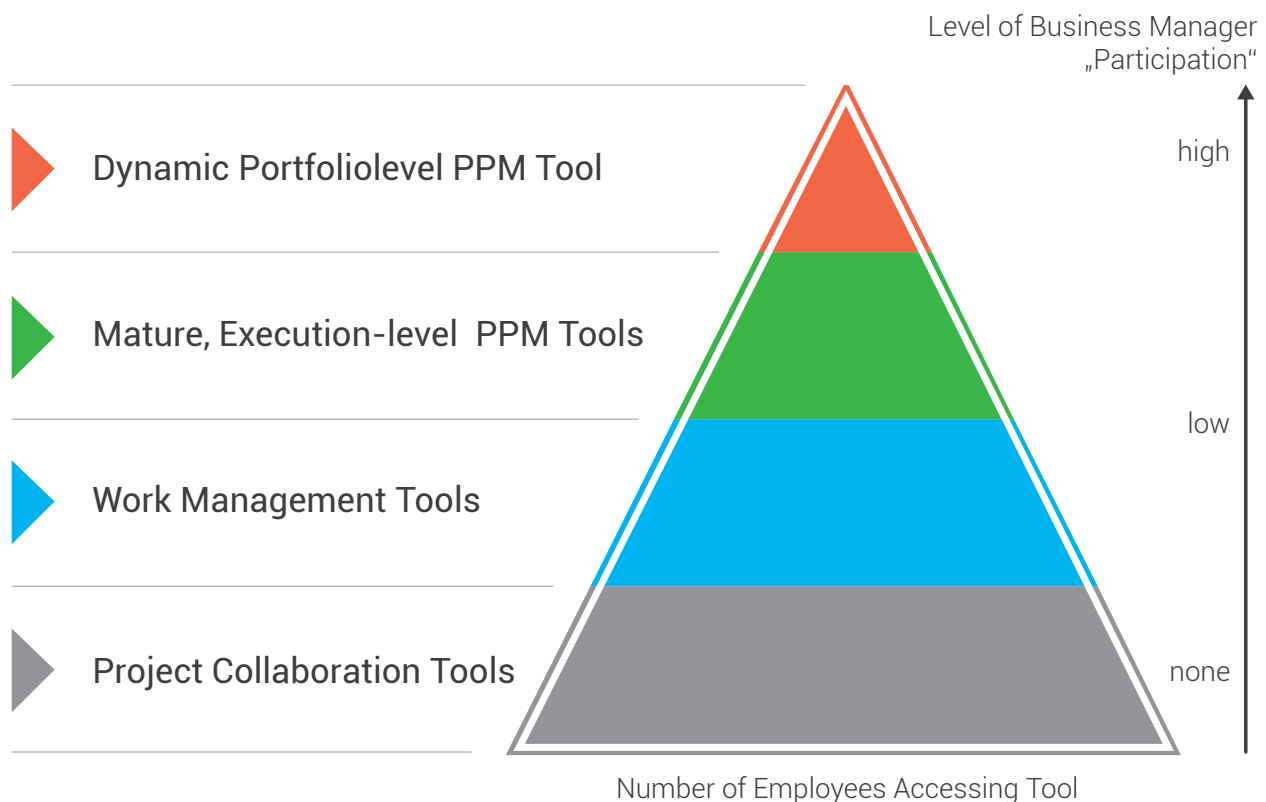 Level of Business Manager
„Participation“
Dynamic Portfoliolevel PPM Tool
high
Mature, Execution-level PPM Tools
low
Work Management Tools
Project Collaboration Tools
none
Number of Employees Accessing Tool